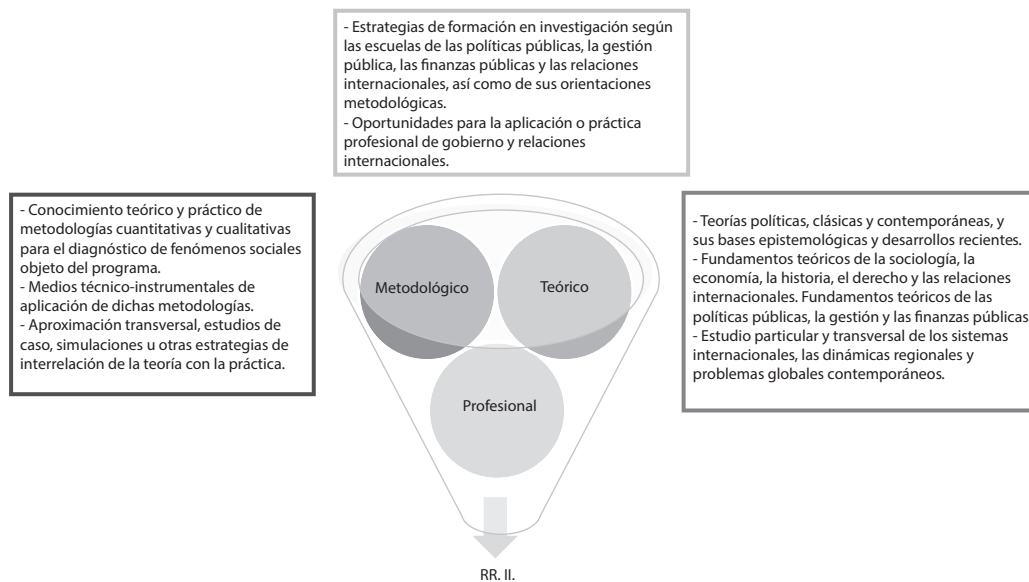 - Estrategias de formación en investigación según
las escuelas de las políticas públicas, la gestión
pública, las finanzas públicas y las relaciones
internacionales, así como de sus orientaciones
metodológicas.
- Oportunidades para la aplicación o práctica
profesional de gobierno y relaciones
internacionales.
- Conocimiento teórico y práctico de
metodologías cuantitativas y cualitativas
para el diagnóstico de fenómenos sociales
objeto del programa.
- Medios técnico-instrumentales de
aplicación de dichas metodologías.
- Aproximación transversal, estudios de
caso, simulaciones u otras estrategias de
interrelación de la teoría con la práctica.
Metodológico
Teórico
Profesional
- Teorías políticas, clásicas y contemporáneas, y
sus bases epistemológicas y desarrollos recientes.
- Fundamentos teóricos de la sociología, la
economía, la historia, el derecho y las relaciones
internacionales. Fundamentos teóricos de las
políticas públicas, la gestión y las finanzas públicas
- Estudio particular y transversal de los sistemas
internacionales, las dinámicas regionales y
problemas globales contemporáneos.
RR. II.